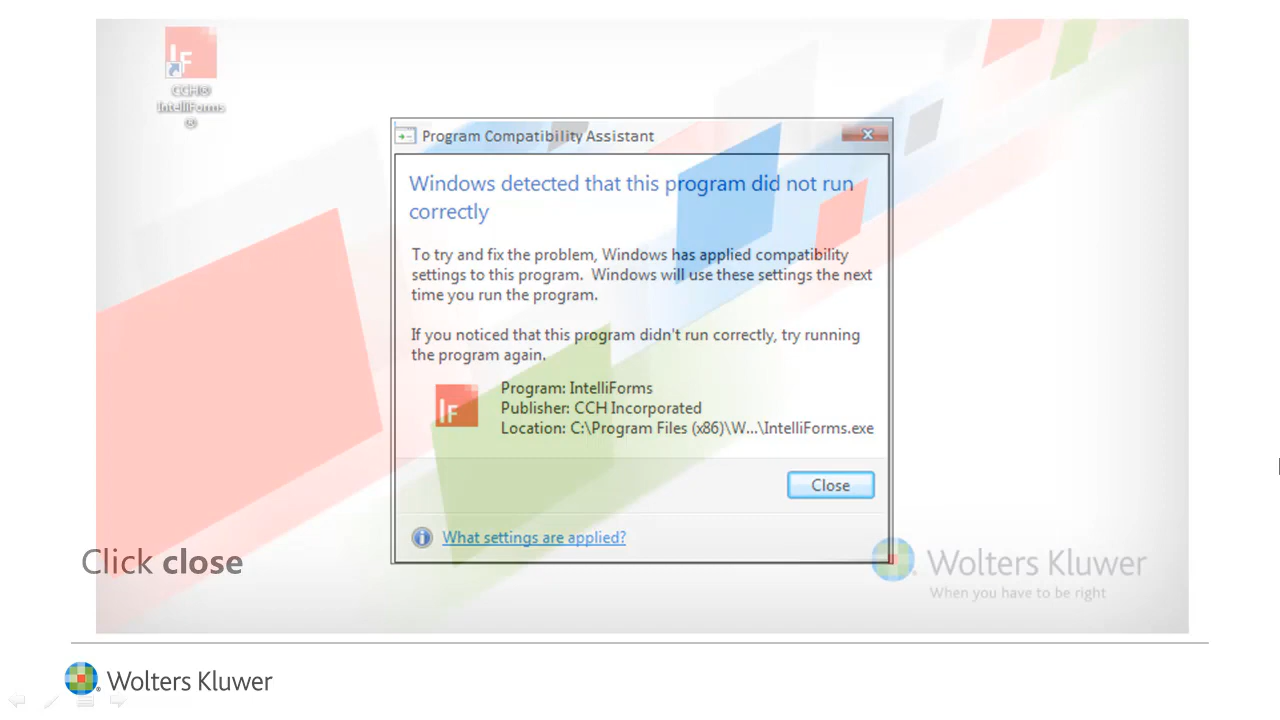 CCH®
IntelliForms
®
Program Compatibility Assistant
Windows detected that this program did not run
correctly
To try and fix the problem, Windows has applied compatibility
settings to this program.  Windows will use these settings the next
time you run the program.
If you noticed that this program didn't run correctly, try running
the program again.
IF
Program: IntelliForms
Publisher: CCH Incorporated
Location: C:\Program Files (x86)\W...\IntelliForms.exe
Close
What settings are applied?
Click close
Wolters Kluwer
When you have to be right
Wolters Kluwer